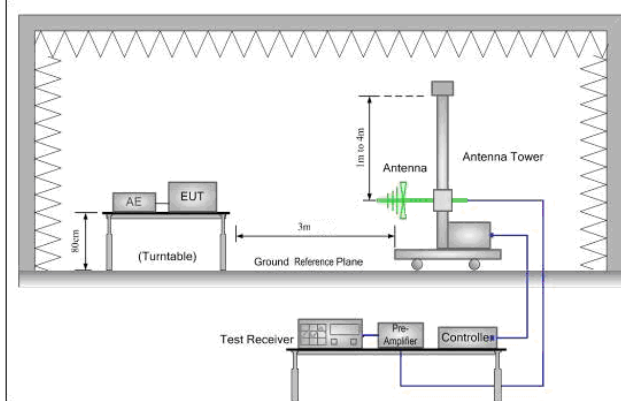 1m to 4m
Antenna
Antenna Tower
AE
EUT
80cm
(Turntable)
3m
Ground Reference Plane
Test Receiver
Pre-
Amplifier
Controller